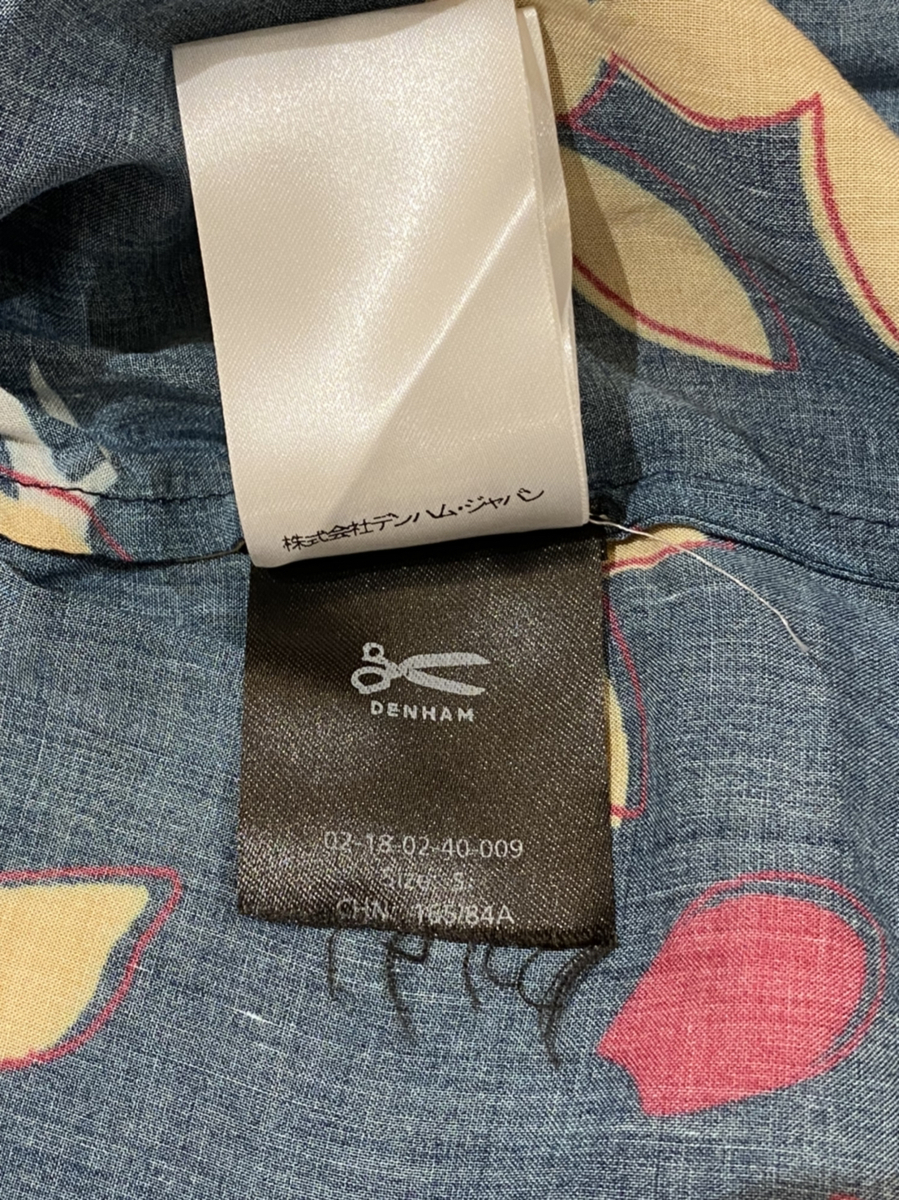 株式会社デンハム・ジャパン
DENHAM
02-18-02-40-009
Size: S
CHN: 165/84A